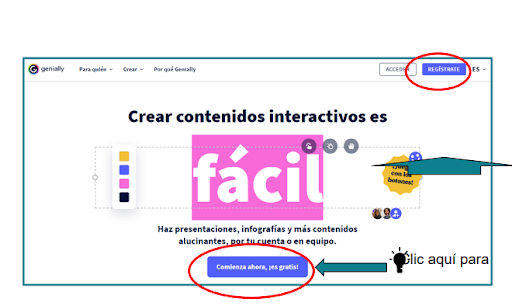 genially
Para quién
Crear
Por qué Genially
ACCEDER
REGÍSTRATE
ES
Crear contenidos interactivos es
fácil
con los
botones!
Haz presentaciones, infografías y más contenidos
alucinantes, por tu cuenta o en equipo.
Comienza ahora, ¡es gratis!
Clic aquí para